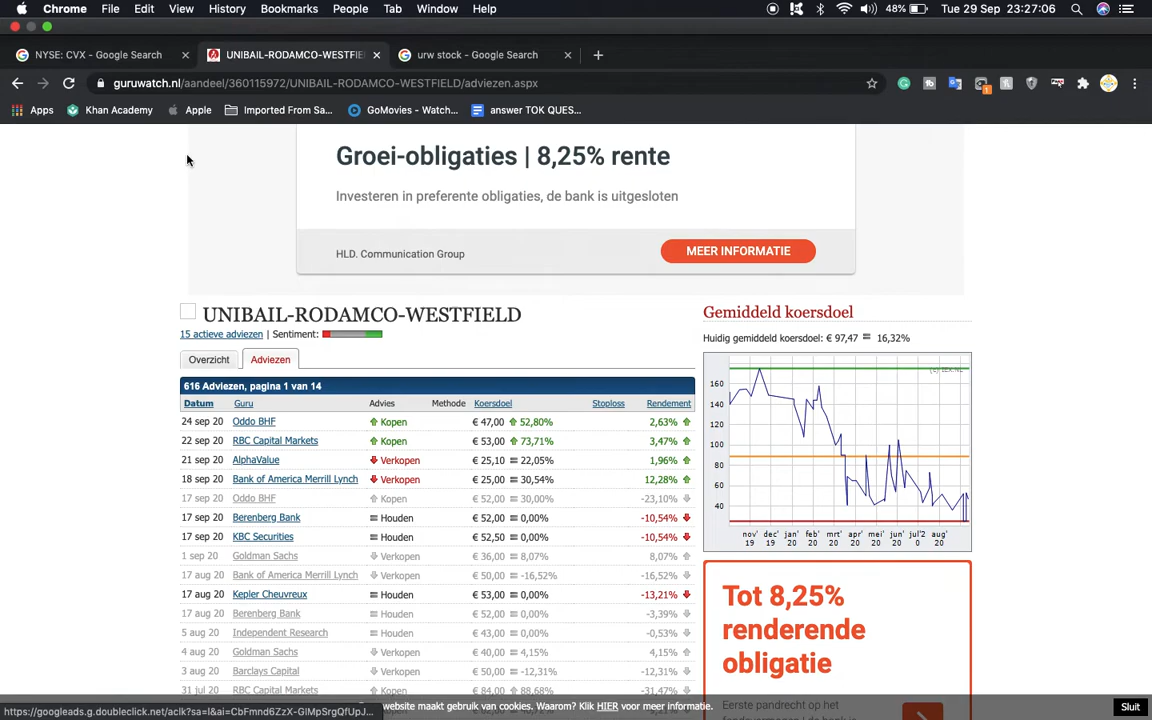 Chrome File Edit View History Bookmarks People Tab Window Help 48% Tue 29 Sep 23:27:06
NYSE: CVX - Google Search UNIBAIL-RODAMCO-WESTFIE urw stock - Google Search
guruwatch.nl/aandeel/360115972/UNIBAIL-RODAMCO-WESTFIELD/adviezen.aspx
Apps Khan Academy Apple Imported From Sa... GoMovies - Watch... answer TOK QUES...
Groei-obligaties | 8,25% rente
Investeren in preferente obligaties, de bank is uitgesloten
HLD. Communication Group MEER INFORMATIE
UNIBAIL-RODAMCO-WESTFIELD
15 actieve adviezen | Sentiment:
Overzicht Adviezen
616 Adviezen, pagina 1 van 14
Datum Guru Advies Methode Koersdoel Stoploss Rendement
24 sep 20 Oddo BHF Kopen € 47,00 52,80% 2,63%
22 sep 20 RBC Capital Markets Kopen € 53,00 73,71% 3,47%
21 sep 20 AlphaValue Verkopen € 25,10 = 22,05% 1,96%
18 sep 20 Bank of America Merrill Lynch Verkopen € 25,00 = 30,54% 12,28%
17 sep 20 Oddo BHF Kopen € 52,00 = 30,00% -23,10%
17 sep 20 Berenberg Bank = Houden € 52,00 = 0,00% -10,54%
17 sep 20 KBC Securities = Houden € 52,50 = 0,00% -10,54%
1 sep 20 Goldman Sachs Verkopen € 36,00 = 8,07% 8,07%
17 aug 20 Bank of America Merrill Lynch Verkopen € 50,00 = -16,52% -16,52%
17 aug 20 Kepler Cheuvreux = Houden € 53,00 = 0,00% -13,21%
17 aug 20 Berenberg Bank = Houden € 52,00 = 0,00% -3,39%
5 aug 20 Independent Research = Houden € 43,00 = 0,00% -0,53%
4 aug 20 Goldman Sachs Verkopen € 40,00 = 4,15% 4,15%
3 aug 20 Barclays Capital Verkopen € 50,00 = -12,31% -12,31%
31 jul 20 RBC Capital Markets Kopen € 84,00 = 88,68% -31,47%
Gemiddeld koersdoel
Huidig gemiddeld koersdoel: € 97,47 = 16,32%
(c) IEX.NL
160
140
120
100
80
60
40
nov' dec' jan' feb' mrt' apr' mei' jun' jul'2 aug'
19 19 20 20 20 20 20 20 0 20
Tot 8,25%
renderende
obligatie
Eerste pandrecht op het
website maakt gebruik van cookies. Waarom? Klik HIER voor meer informatie. Sluit